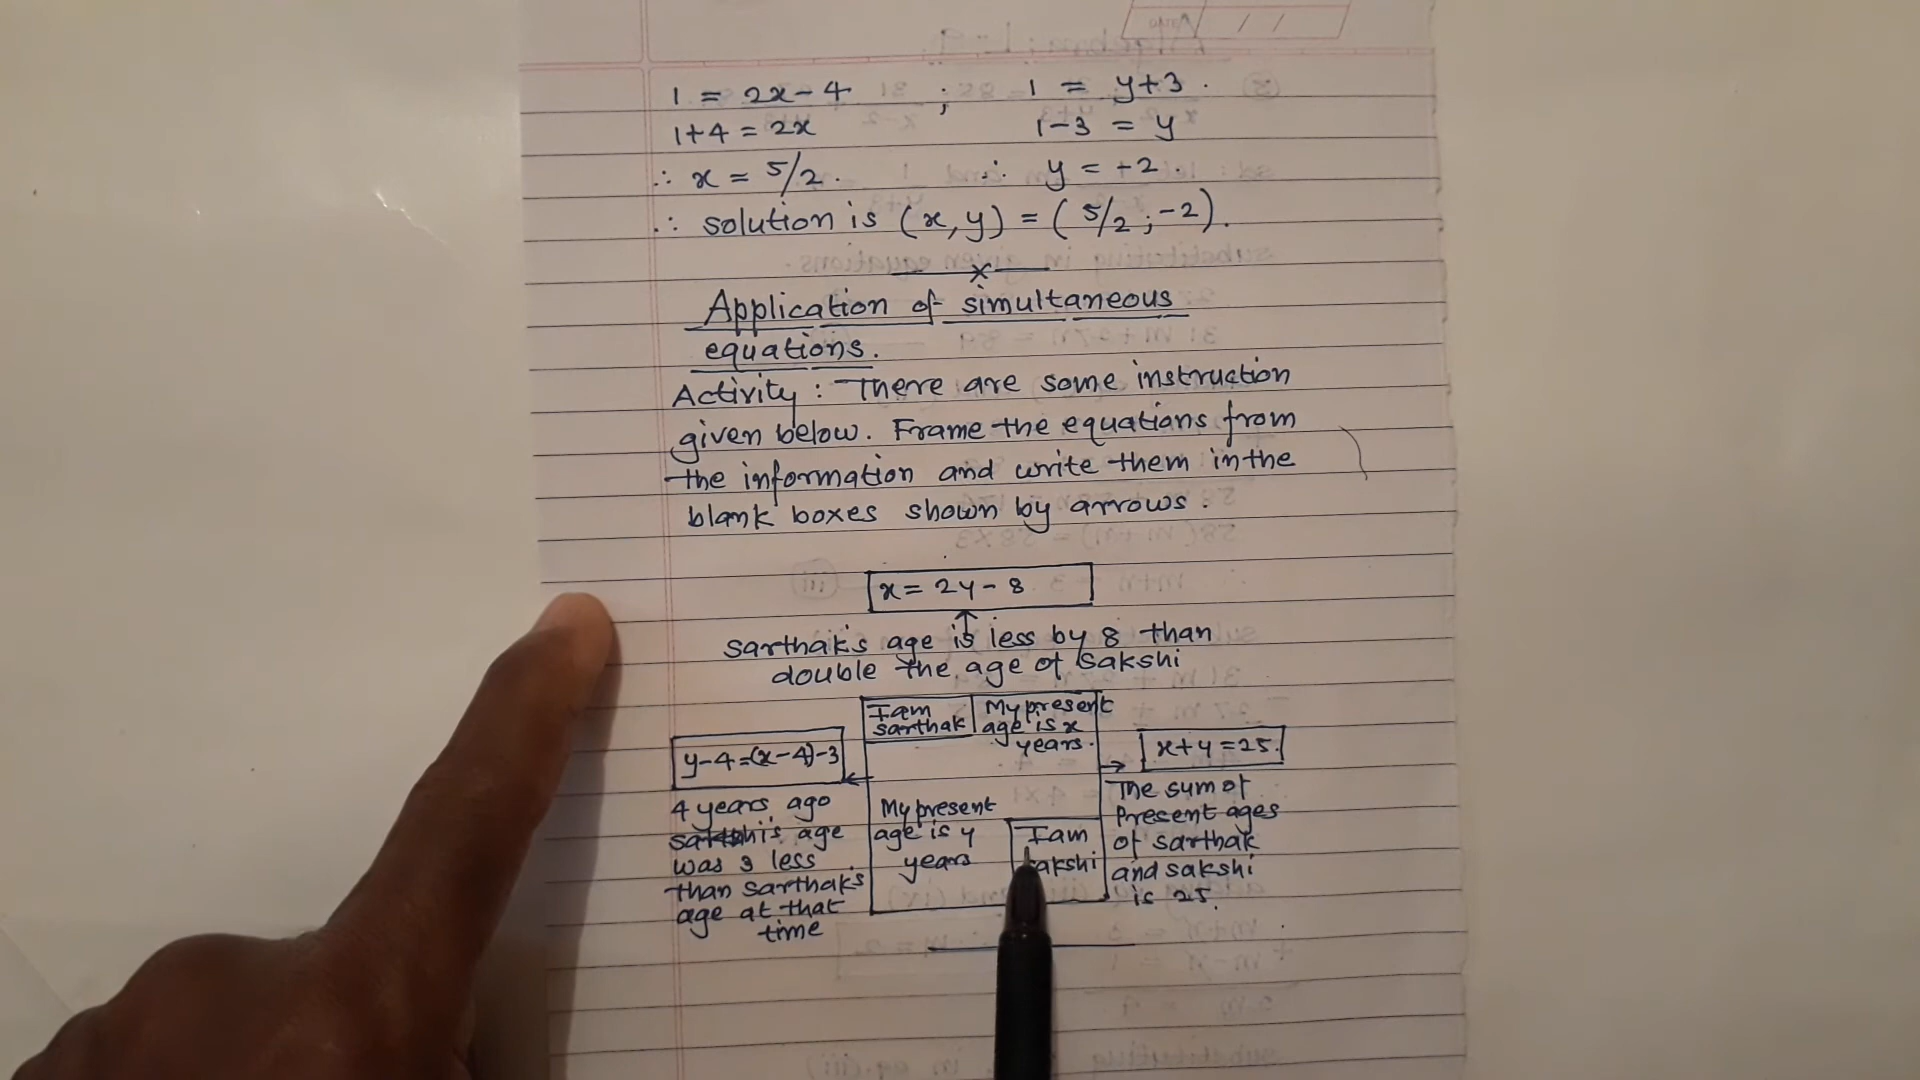 1 = 2x - 4 ; 1 = y+3.
1+4 = 2x 1-3 = y
∴ x = 5/2. ∴ y = +2.
∴ solution is (x, y) = (5/2 ; -2).
x
Application of simultaneous
equations.
Activity : There are some instruction
given below. Frame the equations from
the information and write them in the
blank boxes shown by arrows.
x = 2y - 8
↑
Sarthak's age is less by 8 than
double the age of Sakshi
I am
sarthak
My present
age is x
years.
y-4=(x-4)-3
←
4 years ago
age
was 3 less
than sarthak's
age at that
time
My present
age is y
years
I am
→
x+y=25.
The sum of
Present ages
of sarthak
and sakshi
is 25.